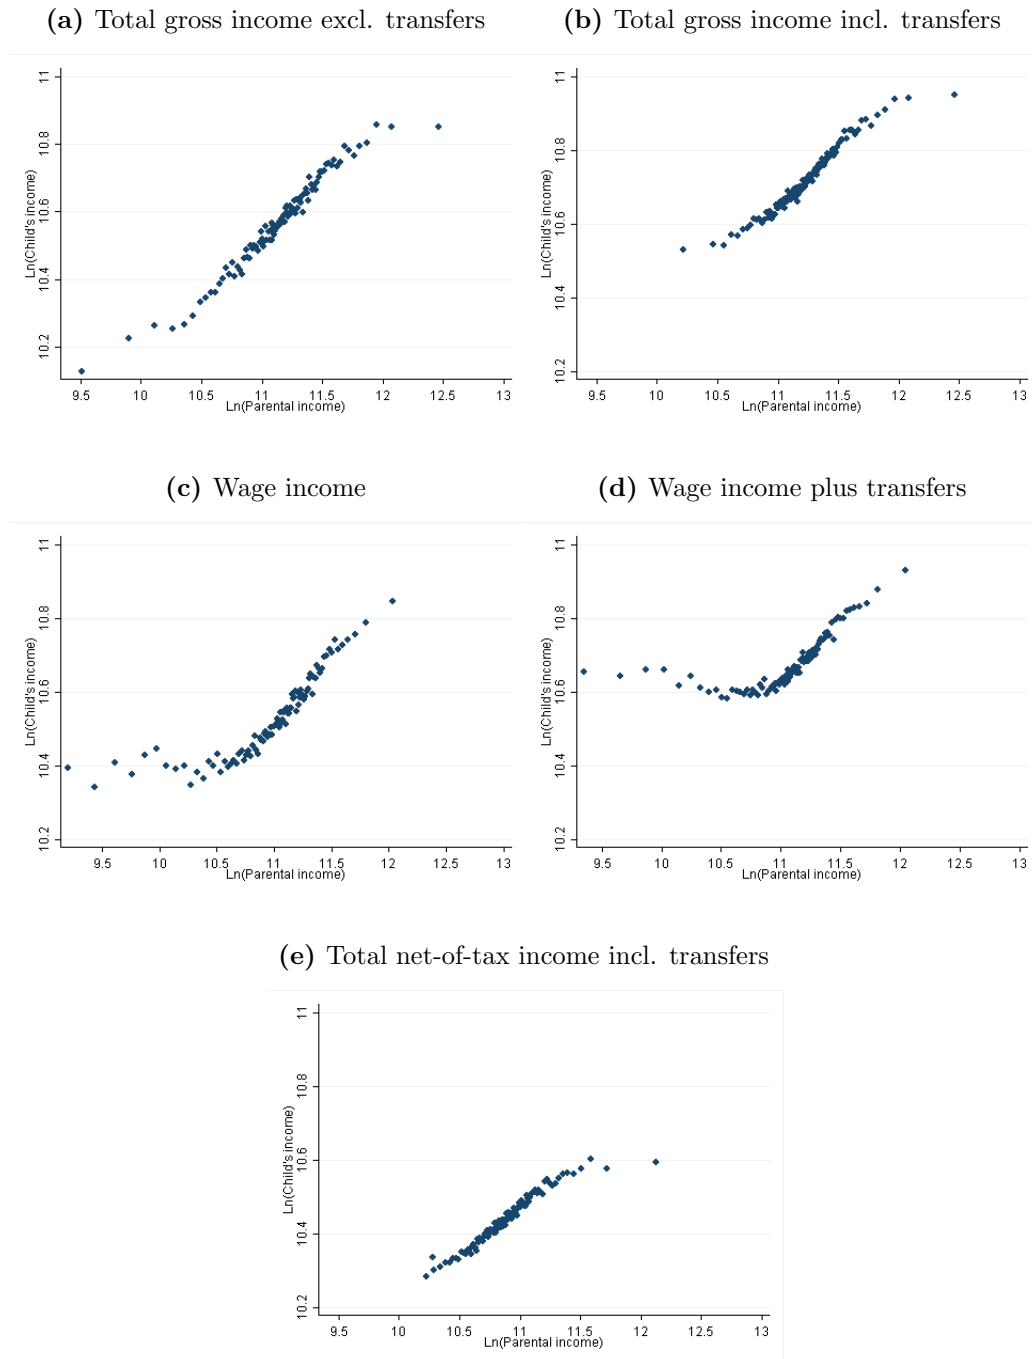 (a) Total gross income excl. transfers
(b) Total gross income incl. transfers
Ln(Child's income)
11
10.8
10.6
10.4
10.2
9.5 10 10.5 11 11.5 12 12.5 13
Ln(Parental income)
Ln(Child's income)
11
10.8
10.6
10.4
10.2
9.5 10 10.5 11 11.5 12 12.5 13
Ln(Parental income)
(c) Wage income
(d) Wage income plus transfers
Ln(Child's income)
11
10.8
10.6
10.4
10.2
9.5 10 10.5 11 11.5 12 12.5 13
Ln(Parental income)
Ln(Child's income)
11
10.8
10.6
10.4
10.2
9.5 10 10.5 11 11.5 12 12.5 13
Ln(Parental income)
(e) Total net-of-tax income incl. transfers
Ln(Child's income)
11
10.8
10.6
10.4
10.2
9.5 10 10.5 11 11.5 12 12.5 13
Ln(Parental income)